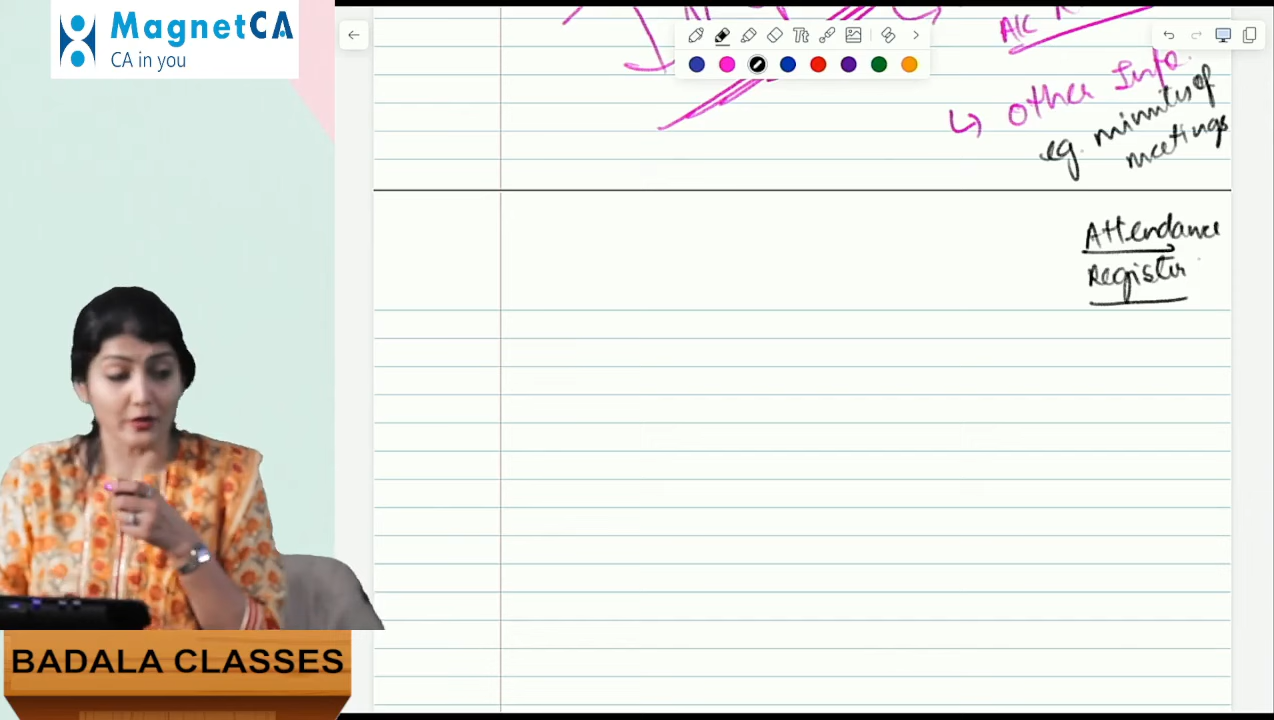 MagnetCA
CA in you
A/C
↳ Other Info.
eg. minutes of
meetings
Attendance
Register
BADALA CLASSES